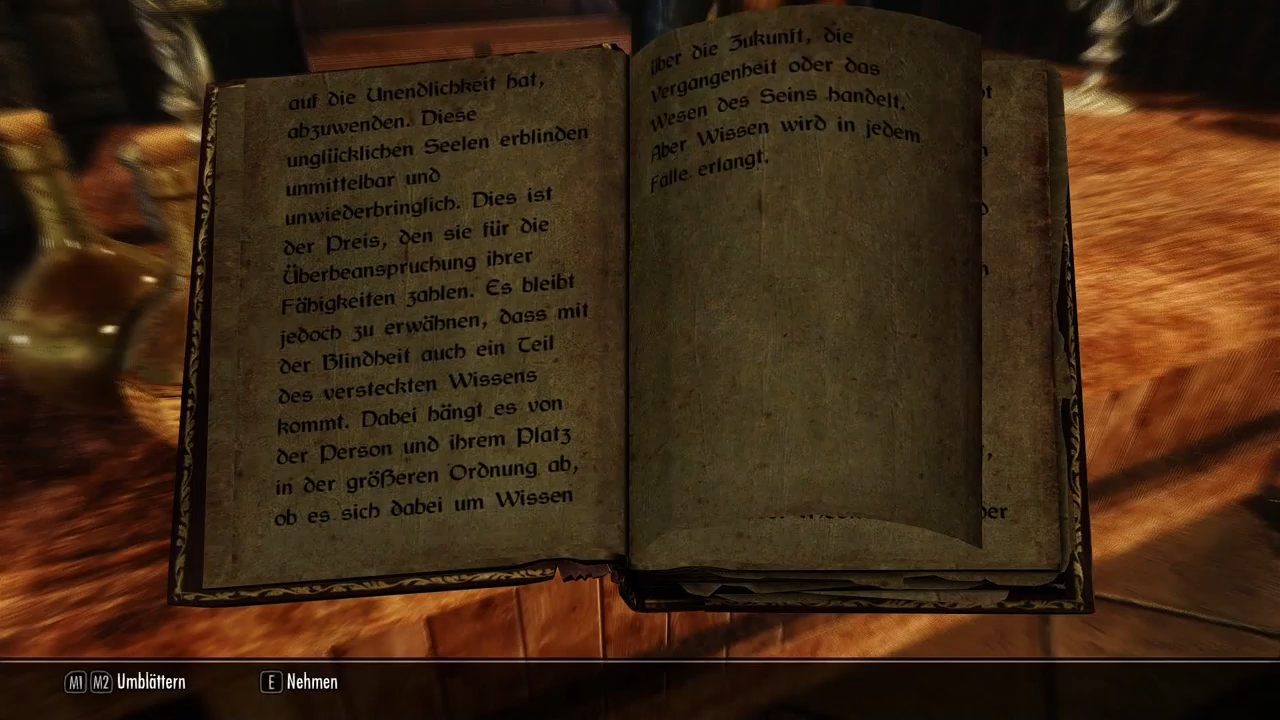 auf die Unendlichkeit hat,
abzuwenden. Diese
unglücklichen Seelen erblinden
unmittelbar und
unwiederbringlich. Dies ist
der Preis, den sie für die
Überbeanspruchung ihrer
Fähigkeiten zahlen. Es bleibt
jedoch zu erwähnen, dass mit
der Blindheit auch ein Teil
des versteckten Wissens
kommt. Dabei hängt es von
der Person und ihrem Platz
in der größeren Ordnung ab,
ob es sich dabei um Wissen
über die Zukunft, die
Vergangenheit oder das
Wesen des Seins handelt.
Aber Wissen wird in jedem
Falle erlangt.
M1 M2 Umblättern
E Nehmen